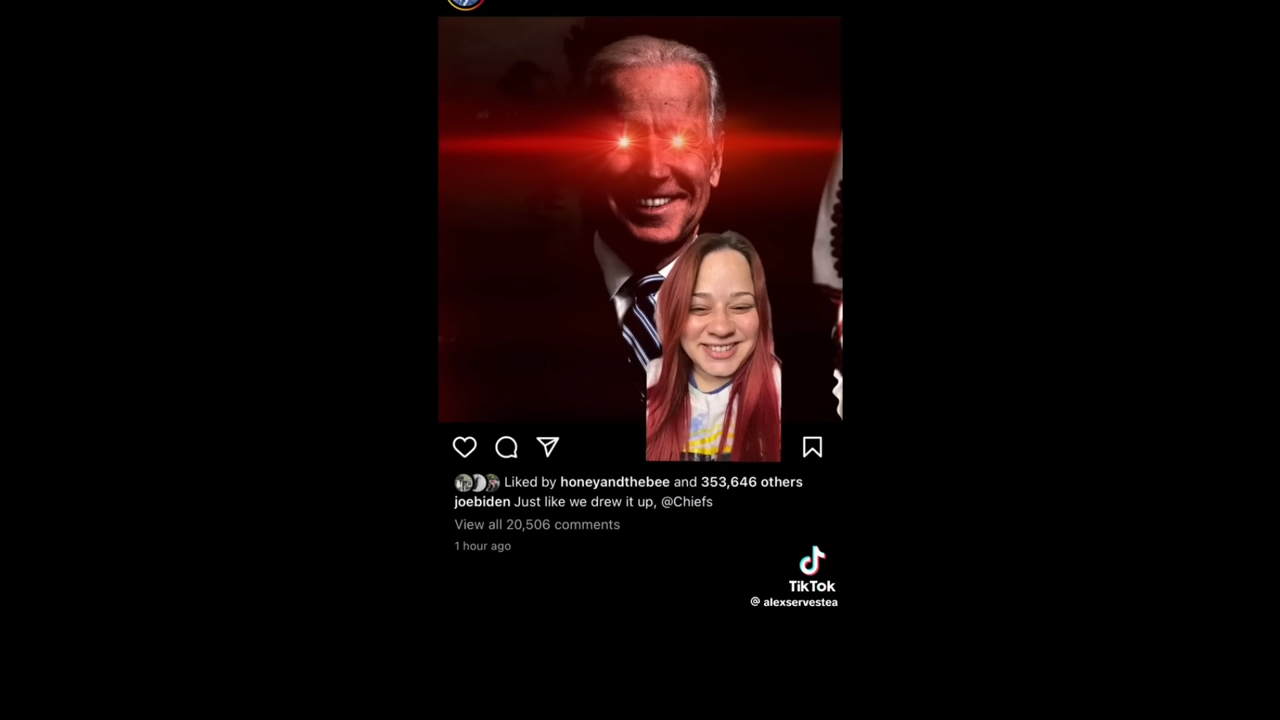 Liked by honeyandthebee and 353,646 others
joebiden Just like we drew it up, @Chiefs
View all 20,506 comments
1 hour ago
TikTok
@ alexservestea